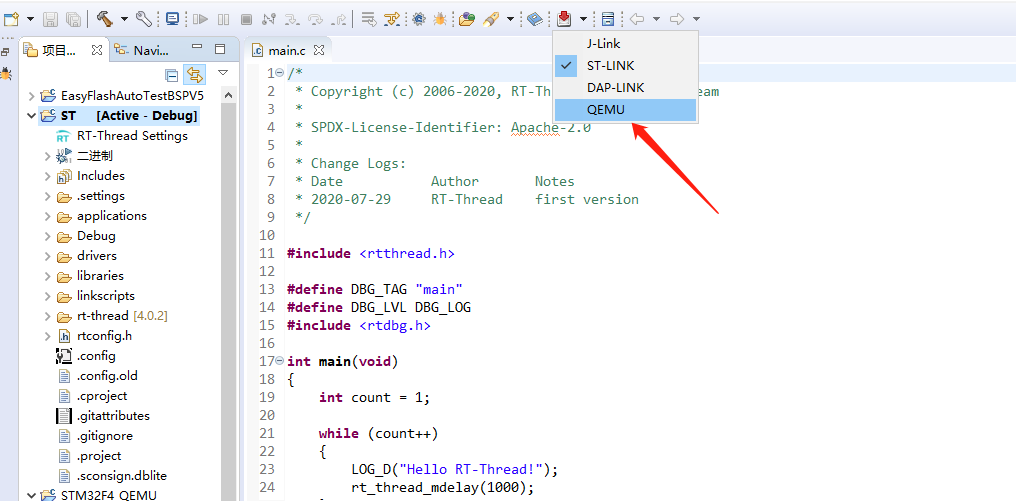 项目...
Navi...
main.c
J-Link
ST-LINK
DAP-LINK
QEMU
EasyFlashAutoTestBSPV5
ST [Active - Debug]
RT-Thread Settings
二进制
Includes
.settings
applications
Debug
drivers
libraries
linkscripts
rt-thread [4.0.2]
rtconfig.h
.config
.config.old
.cproject
.gitattributes
.gitignore
.project
.sconsign.dblite
STM32F4_QEMU
1 /*
2 * Copyright (c) 2006-2020, RT-Th eam
3 *
4 * SPDX-License-Identifier: Apache-2.0
5 *
6 * Change Logs:
7 * Date Author Notes
8 * 2020-07-29 RT-Thread first version
9 */
10
11 #include <rtthread.h>
12
13 #define DBG_TAG "main"
14 #define DBG_LVL DBG_LOG
15 #include <rtdbg.h>
16
17 int main(void)
18 {
19 int count = 1;
20
21 while (count++)
22 {
23 LOG_D("Hello RT-Thread!");
24 rt_thread_mdelay(1000);